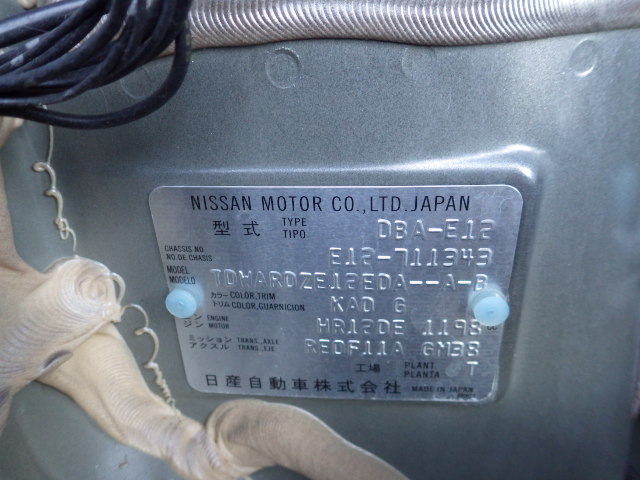 NISSAN MOTOR CO.,LTD.JAPAN
型式 TYPE TIPO DBA-E12
CHASSIS NO. NO.DE CHASIS E12-711343
MODEL MODELO TDWARDZE12EDA--A-B
カラー COLOR,TRIM トリム COLOR,GUARNICION KAD G
ジン ENGINE MOTOR HR12DE 1198 cc
ミッション TRANS.,AXLE アクスル TRANS.,EJE RE0F11A GM38
工場 PLANT PLANTA T
日産自動車株式会社 MADE IN JAPAN